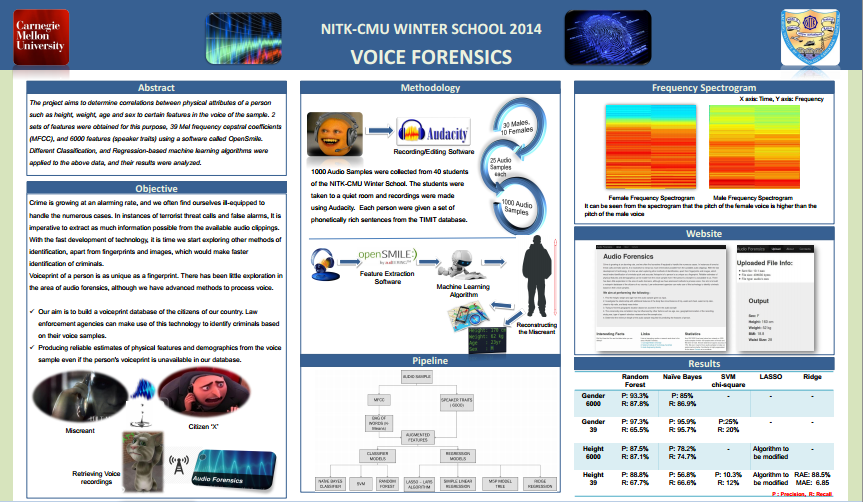 Carnegie
Mellon
University
NITK-CMU WINTER SCHOOL 2014
VOICE FORENSICS
Abstract
The project aims to determine correlations between physical attributes of a person
such as height, weight, age and sex to certain features in the voice of the sample. 2
sets of features were obtained for this purpose, 39 Mel frequency cepstral coefficients
(MFCC), and 6000 features (speaker traits) using a software called OpenSmile.
Different Classification, and Regression-based machine learning algorithms were
applied to the above data, and their results were analyzed.
Objective
Crime is growing at an alarming rate, and we often find ourselves ill-equipped to
handle the numerous cases. In instances of terrorist threat calls and false alarms, It is
imperative to extract as much information possible from the available audio clippings.
With the fast development of technology, it is time we start exploring other methods of
identification, apart from fingerprints and images, which would make faster
identification of criminals.
Voiceprint of a person is as unique as a fingerprint. There has been little exploration in
the area of audio forensics, although we have advanced methods to process voice.
✓ Our aim is to build a voiceprint database of the citizens of our country. Law
enforcement agencies can make use of this technology to identify criminals based
on their voice samples.
✓ Producing reliable estimates of physical features and demographics from the voice
sample even if the person's voiceprint is unavailable in our database.
Miscreant
Citizen 'X'
Retrieving Voice
recordings
Audio Forensics
Methodology
Audacity
Recording/Editing Software
30 Males,
10 Females
25 Audio
Samples
each
1000 Audio
Samples
1000 Audio Samples were collected from 40 students
of the NITK-CMU Winter School. The students were
taken to a quiet room and recordings were made
using Audacity. Each person were given a set of
phonetically rich sentences from the TIMIT database.
openSMILE:)
Feature Extraction
Software
Machine Learning
Algorithm
Reconstructing
the Miscreant
Pipeline
AUDIO SAMPLE
MFCC
SPEAKER TRAITS
( 6000)
BAG OF
WORDS (K-
Means)
AUGMENTED
FEATURES
CLASSIFIER
MODELS
REGRESSION
MODELS
NAÏVE BAYES
CLASSIFIER
SVM
RANDOM
FOREST
LASSO - LARS
ALGORITHM
SIMPLE LINEAR
REGRESSION
M5P MODEL
TREE
RIDGE
REGRESSION
Frequency Spectrogram
X axis: Time, Y axis: Frequency
Female Frequency Spectrogram
Male Frequency Spectrogram
It can be seen from the spectrogram that the pitch of the female voice is higher than the
pitch of the male voice
Website
Audio Forensics
Interesting Facts
Links
Statistics
Audio Forensics
Uploaded File Info:
Output
Results
Random Forest Naïve Bayes SVM chi-square LASSO Ridge
Gender 6000 P: 93.3% R: 87.8% P: 85% R: 86.9% - - -
Gender 39 P: 97.3% R: 65.5% P: 95.9% R: 95.7% P:25% R: 20% - -
Height 6000 P: 87.5% R: 87.1% P: 78.2% R: 74.7% - Algorithm to be modified -
Height 39 P: 88.8% R: 67.7% P: 56.8% R: 66.6% P: 10.3% R: 12% Algorithm to be modified RAE: 88.5% MAE: 6.85
P : Precision, R: Recall